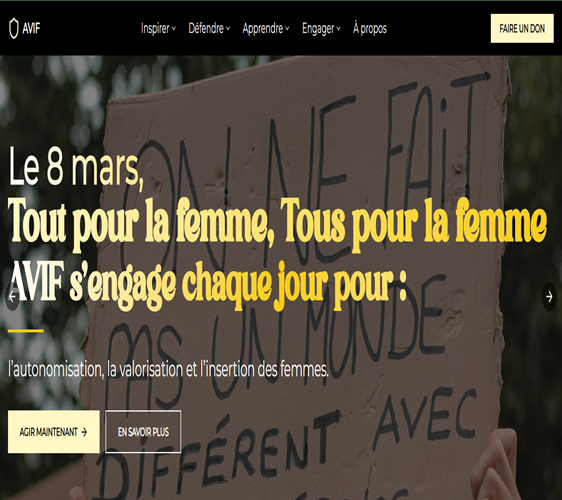 AVIF
Inspirer Défendre Apprendre Engager À propos
FAIRE UN DON
ON NE FAiT
Le 8 mars,
Tout pour la femme, Tous pour la femme
AVIF s'engage chaque jour pour :
PAS UN MONDE
l'autonomisation, la valorisation et l'insertion des femmes.
DIFFÉRENT AVEC
AGIR MAINTENANT →
EN SAVOIR PLUS